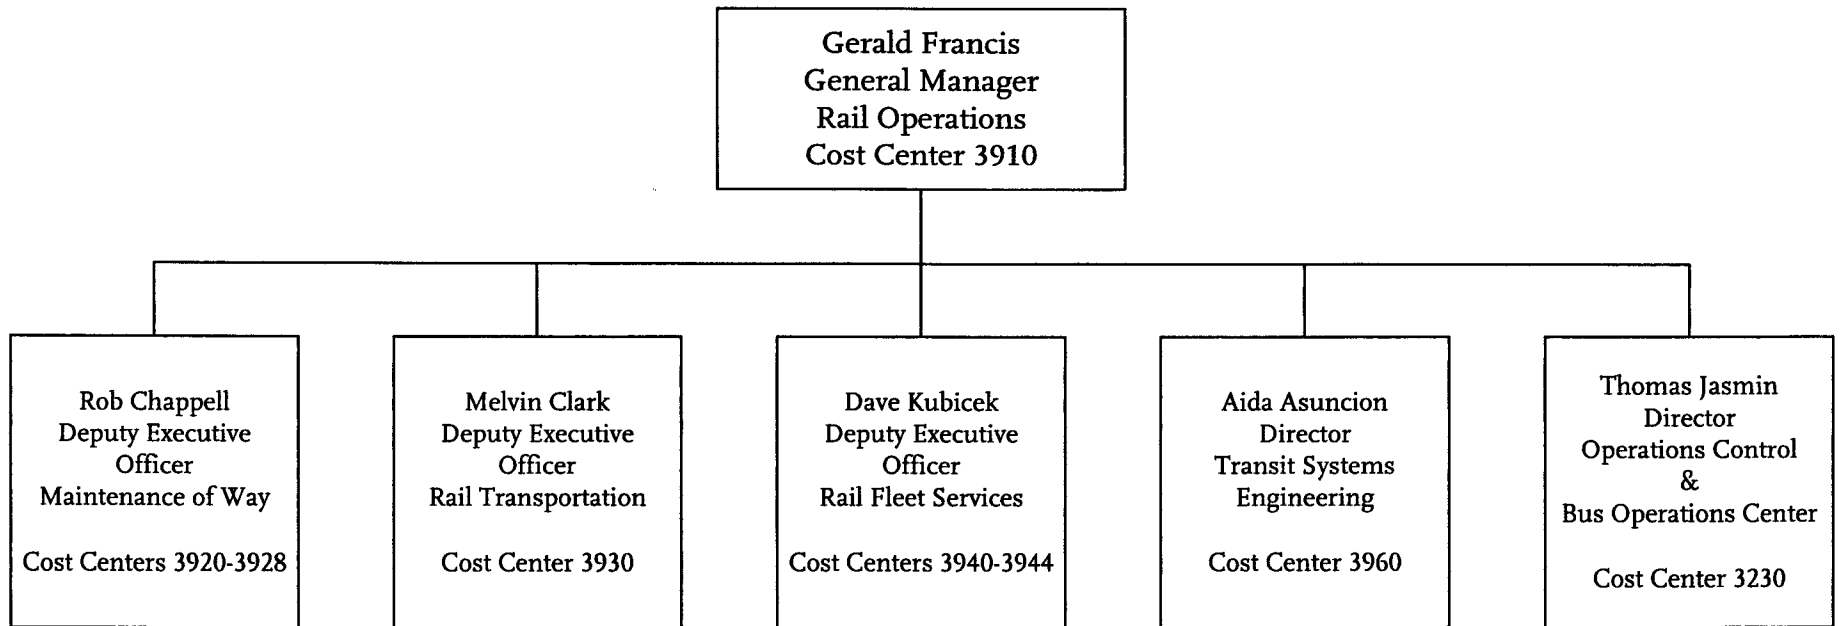 Gerald Francis
General Manager
Rail Operations
Cost Center 3910
Rob Chappell
Deputy Executive
Officer
Maintenance of Way
Cost Centers 3920-3928
Melvin Clark
Deputy Executive
Officer
Rail Transportation
Cost Center 3930
Dave Kubicek
Deputy Executive
Officer
Rail Fleet Services
Cost Centers 3940-3944
Aida Asuncion
Director
Transit Systems
Engineering
Cost Center 3960
Thomas Jasmin
Director
Operations Control
&
Bus Operations Center
Cost Center 3230